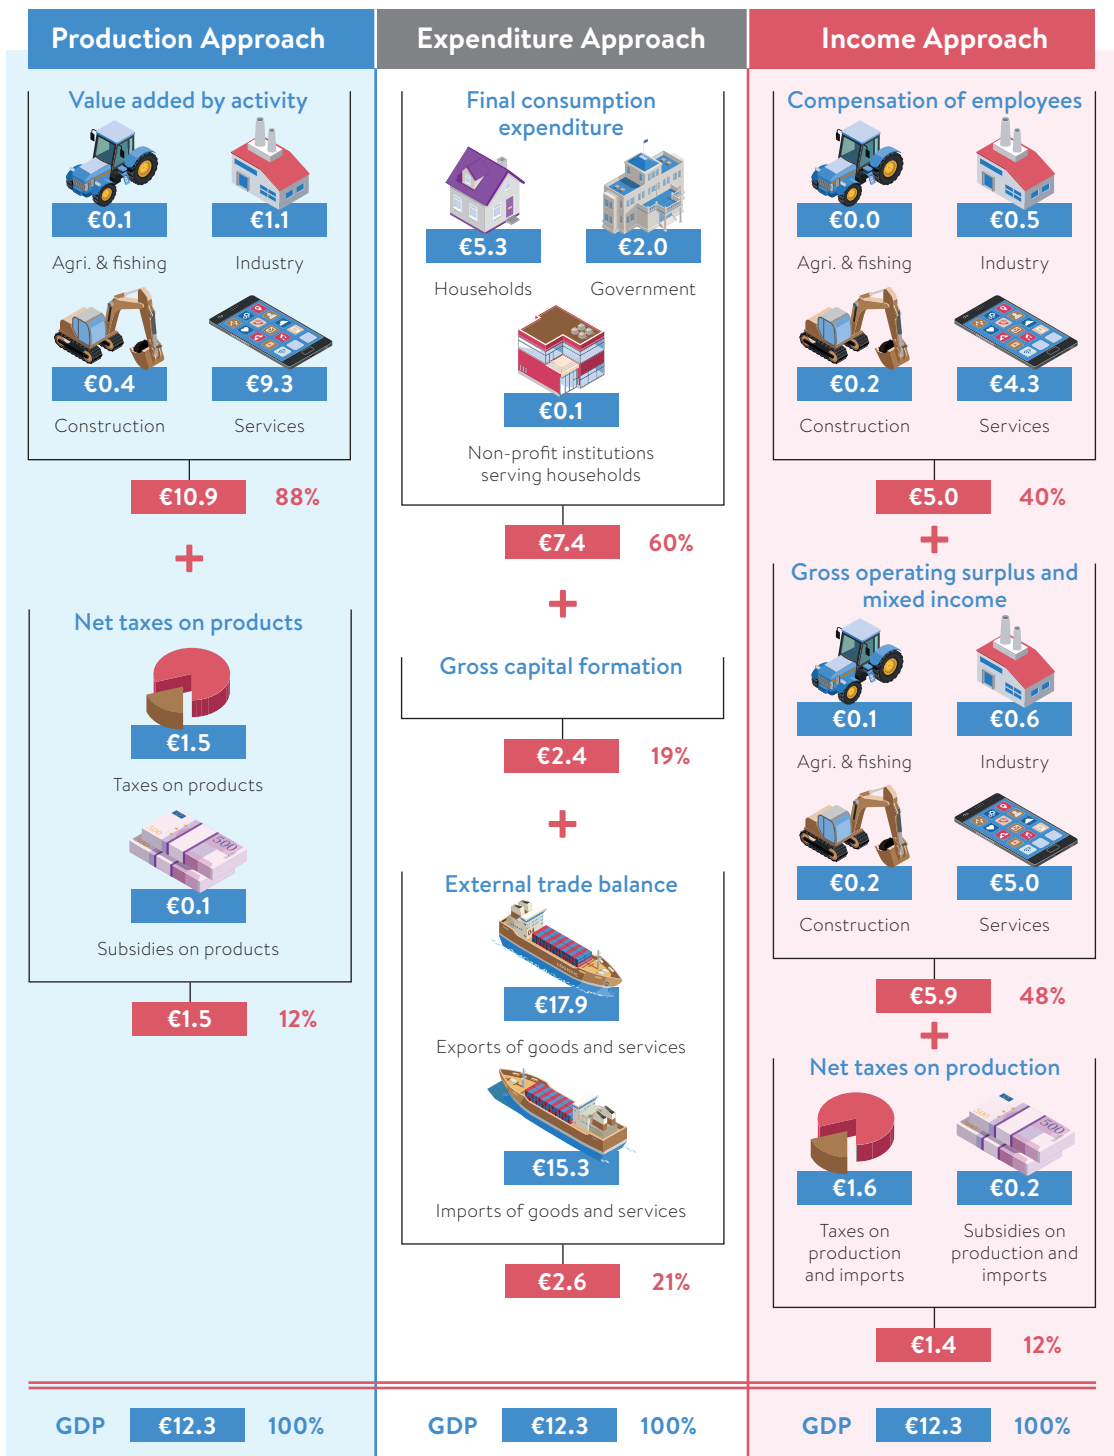 Production Approach
Expenditure Approach
Income Approach
Value added by activity
€0.1
€1.1
Agri. & fishing
Industry
€0.4
€9.3
Construction
Services
€10.9
88%
+
Net taxes on products
€1.5
Taxes on products
€0.1
Subsidies on products
€1.5
12%
Final consumption
expenditure
€5.3
€2.0
Households
Government
€0.1
Non-profit institutions
serving households
€7.4
60%
+
Gross capital formation
€2.4
19%
+
External trade balance
€17.9
Exports of goods and services
€15.3
Imports of goods and services
€2.6
21%
Compensation of employees
€0.0
€0.5
Agri. & fishing
Industry
€0.2
€4.3
Construction
Services
€5.0
40%
+
Gross operating surplus and
mixed income
€0.1
€0.6
Agri. & fishing
Industry
€0.2
€5.0
Construction
Services
€5.9
48%
+
Net taxes on production
€1.6
€0.2
Taxes on
production
and imports
Subsidies on
production and
imports
€1.4
12%
GDP €12.3 100%
GDP €12.3 100%
GDP €12.3 100%